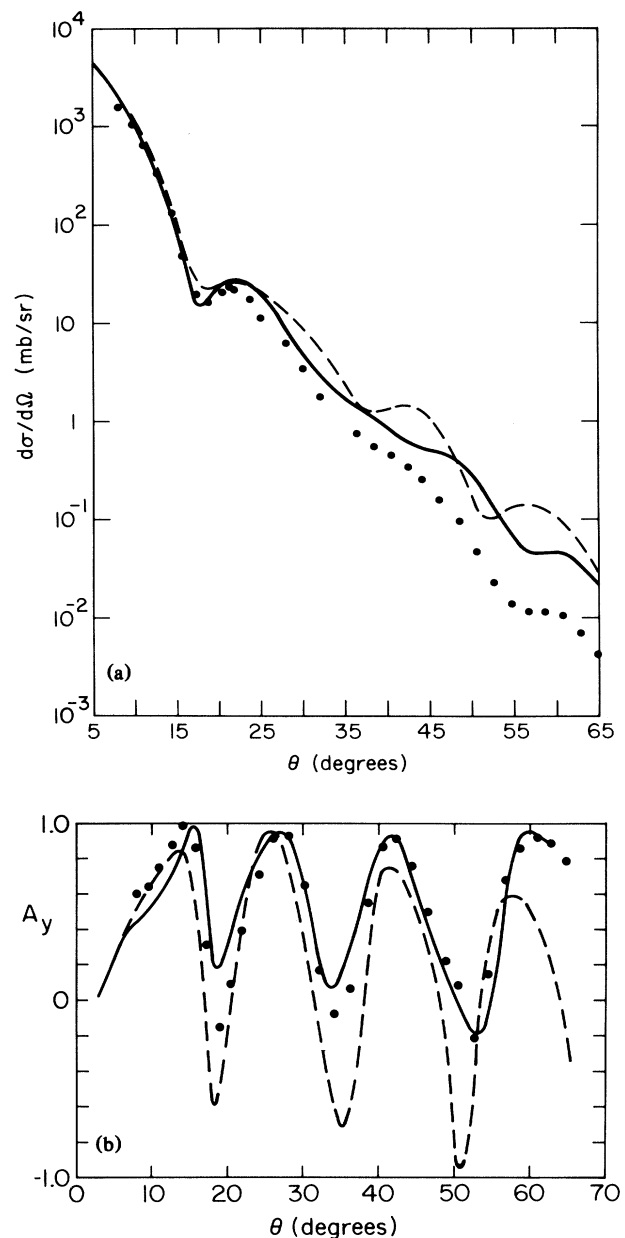 10^4
10^3
10^2
10
1
10^-1
10^-2
10^-3
dσ/dΩ (mb/sr)
(a)
5 15 25 35 45 55 65
θ (degrees)
1.0
A_y
0
(b)
-1.0
0 10 20 30 40 50 60 70
θ (degrees)